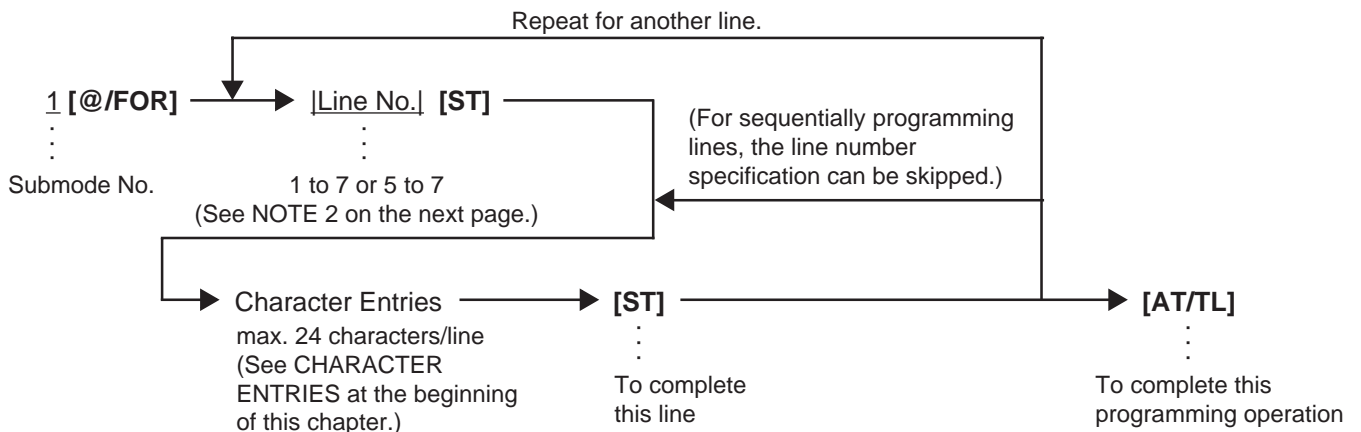 Repeat for another line.
1 [@/FOR]
|Line No.| [ST]
(For sequentially programming
lines, the line number
specification can be skipped.)
Submode No.
1 to 7 or 5 to 7
(See NOTE 2 on the next page.)
Character Entries
max. 24 characters/line
(See CHARACTER
ENTRIES at the beginning
of this chapter.)
[ST]
To complete
this line
[AT/TL]
To complete this
programming operation